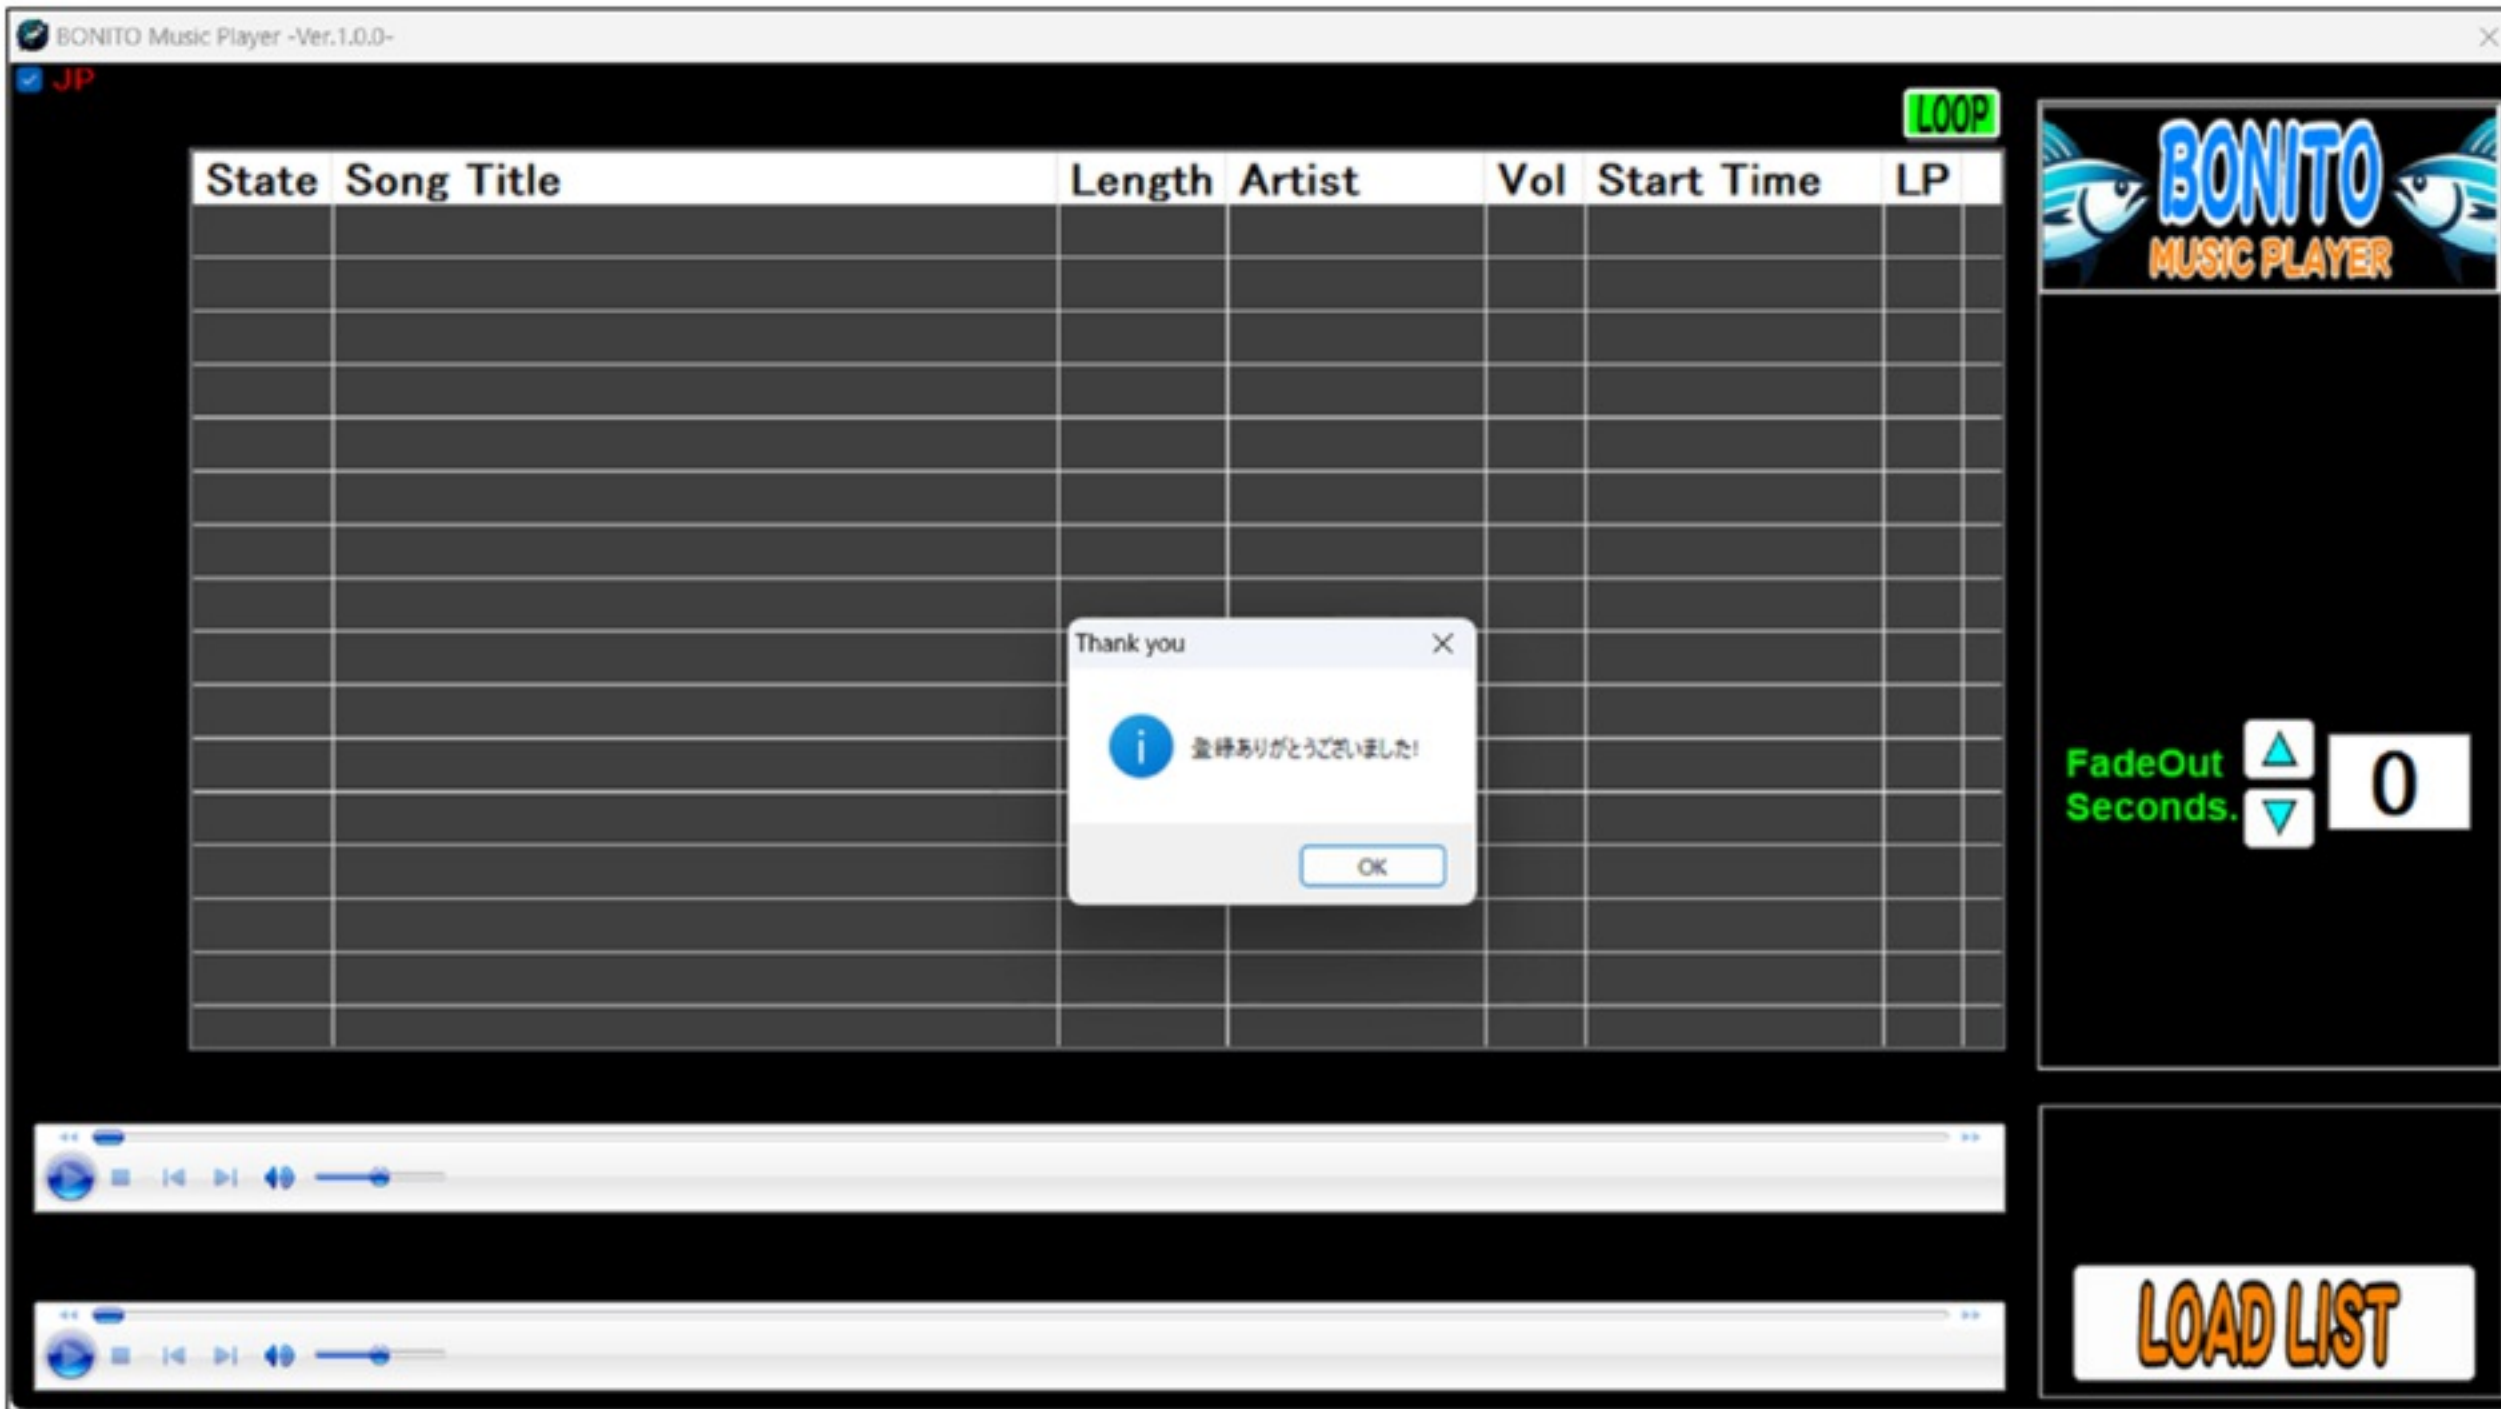 BONITO Music Player -Ver.1.0.0-
JP
LOOP
State Song Title Length Artist Vol Start Time LP
BONITO
MUSIC PLAYER
Thank you
登録ありがとうございました!
OK
FadeOut
Seconds.
0
LOAD LIST